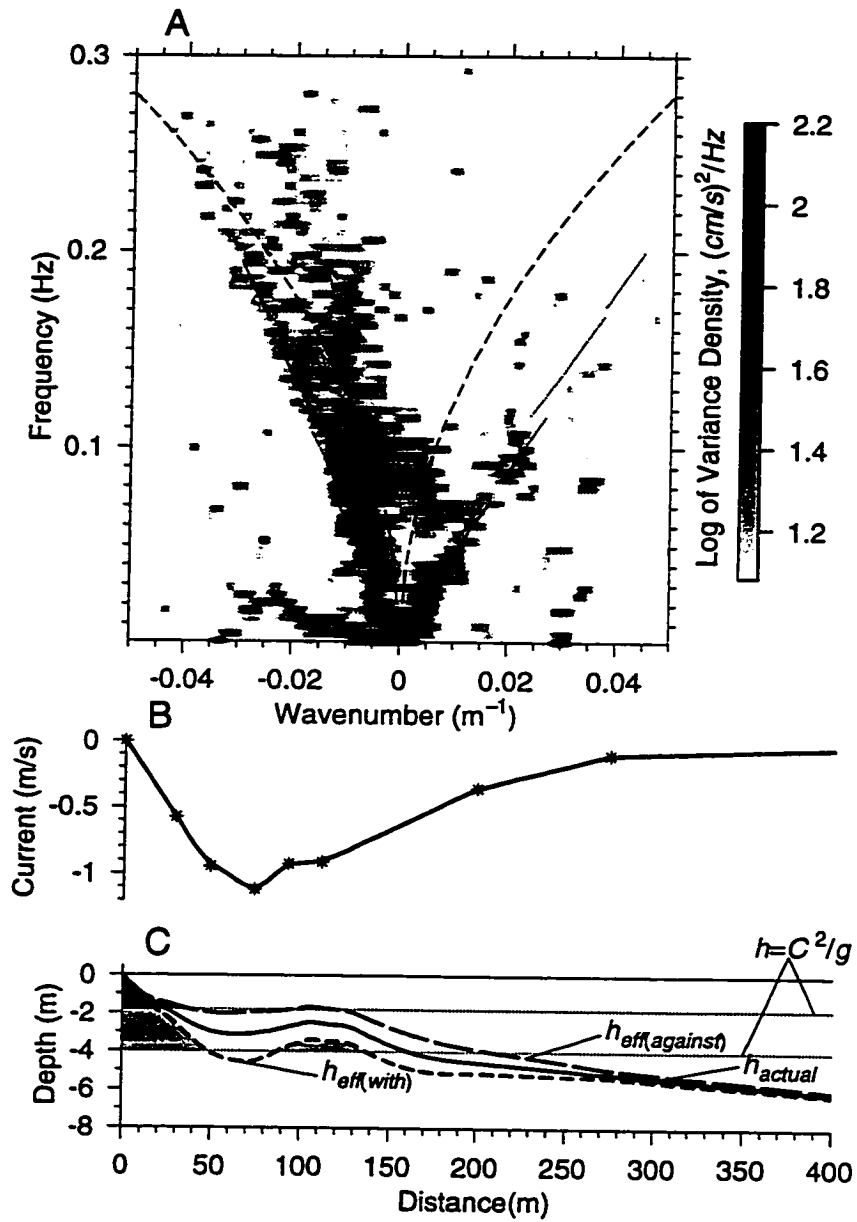 A
0.3
0.2
0.1
Frequency (Hz)
-0.04 -0.02 0 0.02 0.04
Wavenumber (m⁻¹)
2.2
2
1.8
1.6
1.4
1.2
Log of Variance Density, (cm/s)²/Hz
B
0
-0.5
-1
Current (m/s)
C
h=C²/g
0
-2
-4
-6
-8
Depth (m)
h_eff(against)
h_eff(with)
h_actual
0 50 100 150 200 250 300 350 400
Distance(m)